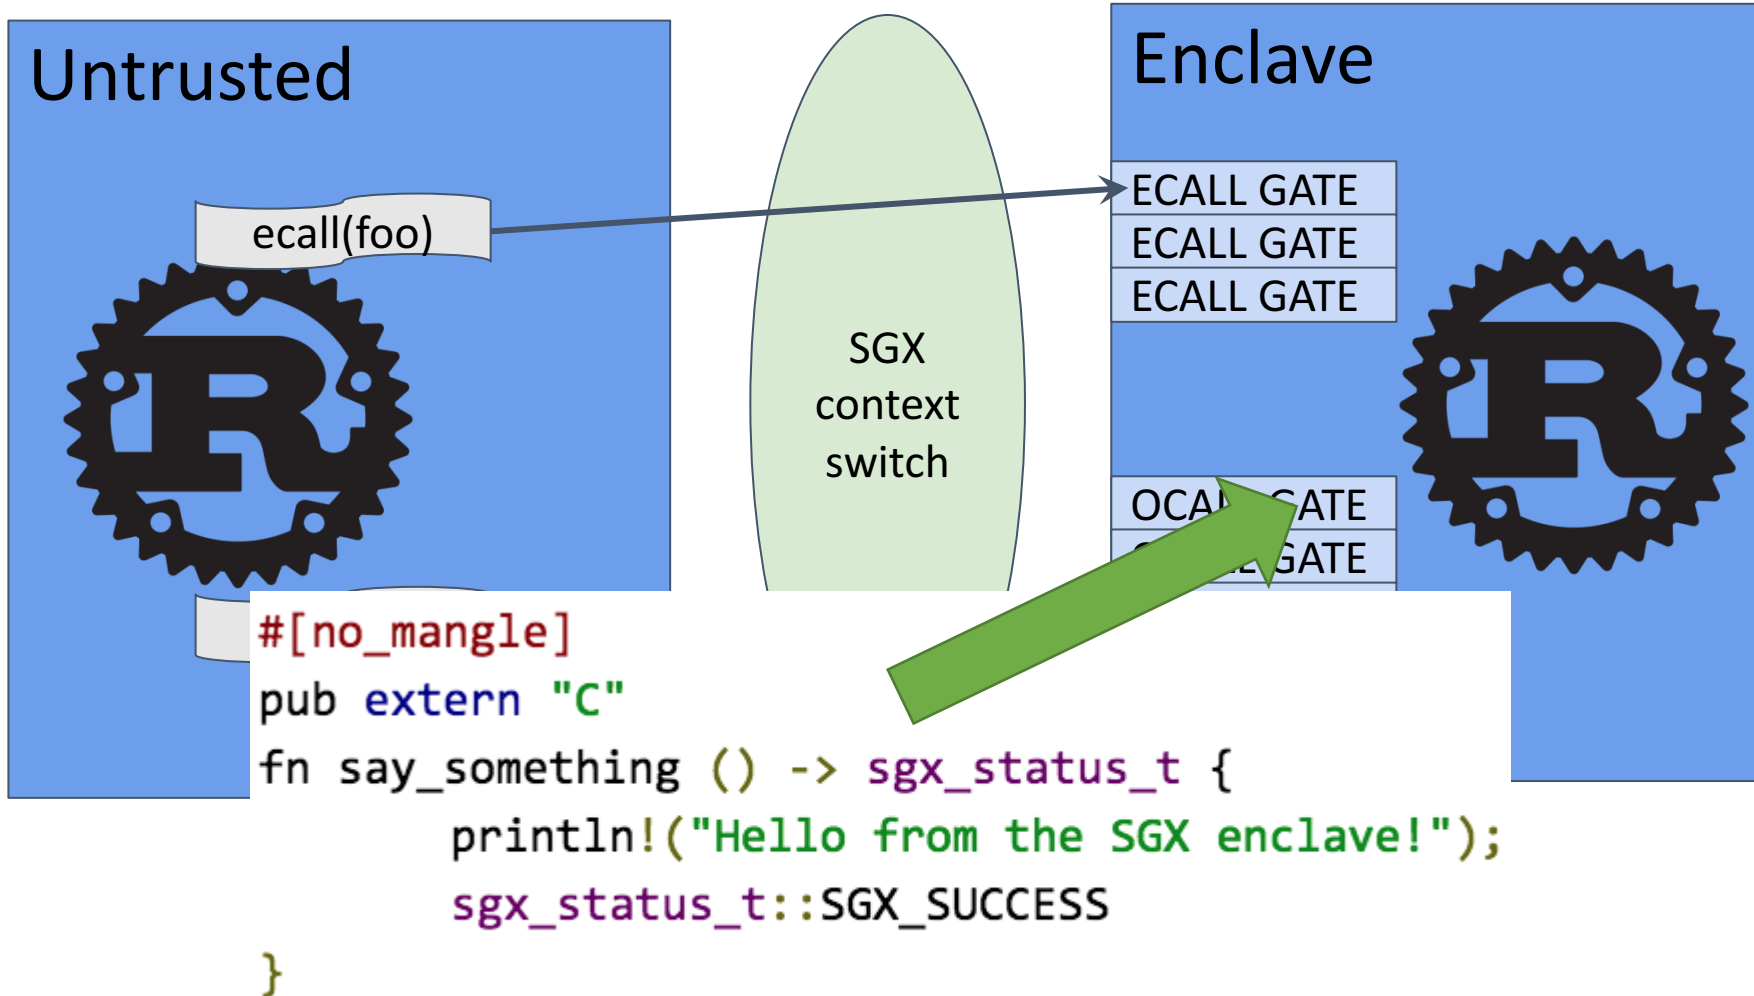 Untrusted
Enclave
ecall(foo)
ECALL GATE
ECALL GATE
ECALL GATE
SGX
context
switch
GATE
GATE
#[no_mangle]
pub extern "C"
fn say_something () -> sgx_status_t {
println!("Hello from the SGX enclave!");
sgx_status_t::SGX_SUCCESS
}